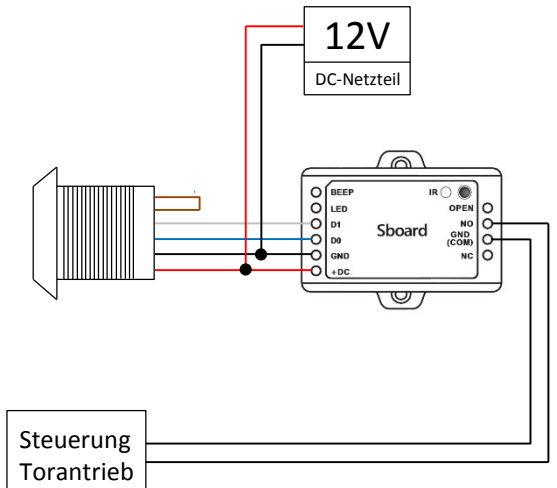 12V
DC-Netzteil
BEEP
LED
D1
D0
GND
+DC
Sboard
IR
OPEN
NO
GND
(COM)
NC
Steuerung
Torantrieb